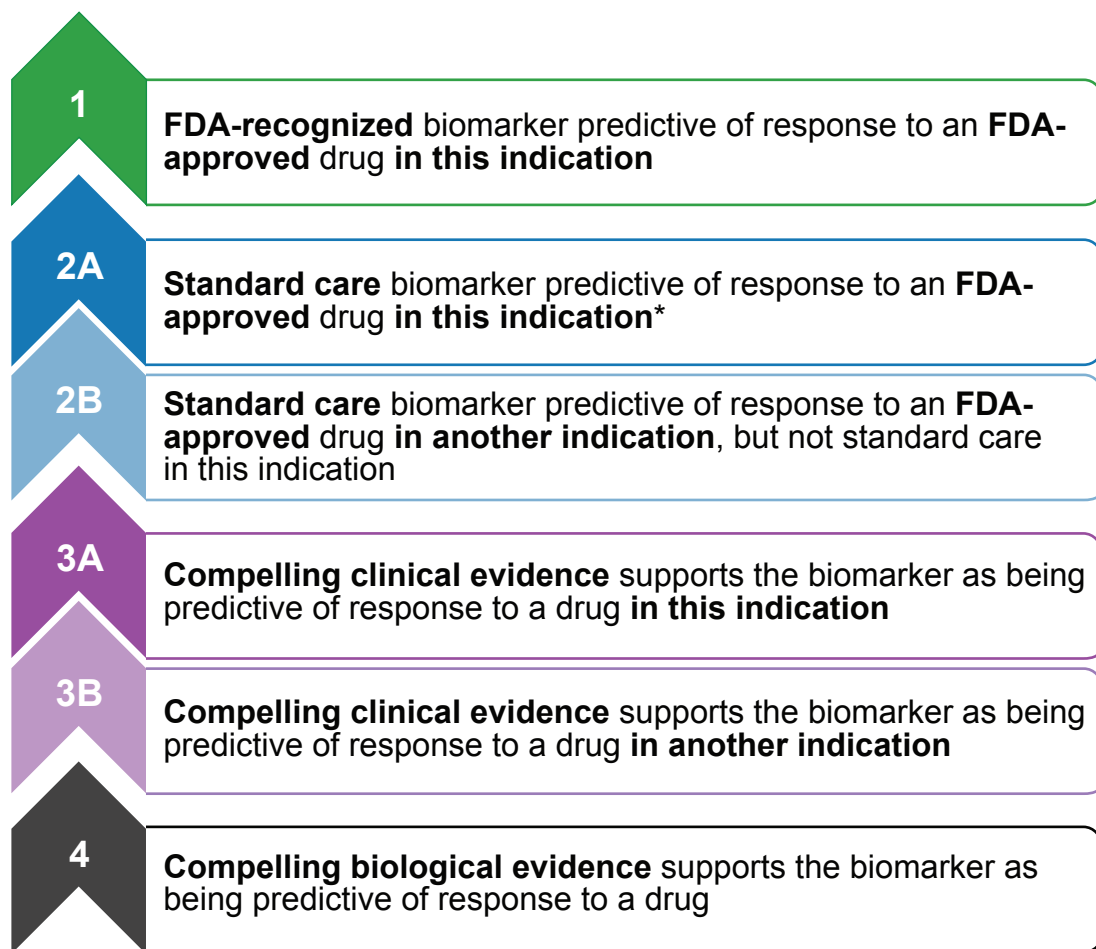 1
FDA-recognized biomarker predictive of response to an FDA-
approved drug in this indication
2A
Standard care biomarker predictive of response to an FDA-
approved drug in this indication*
2B
Standard care biomarker predictive of response to an FDA-
approved drug in another indication, but not standard care
in this indication
3A
Compelling clinical evidence supports the biomarker as being
predictive of response to a drug in this indication
3B
Compelling clinical evidence supports the biomarker as being
predictive of response to a drug in another indication
4
Compelling biological evidence supports the biomarker as
being predictive of response to a drug